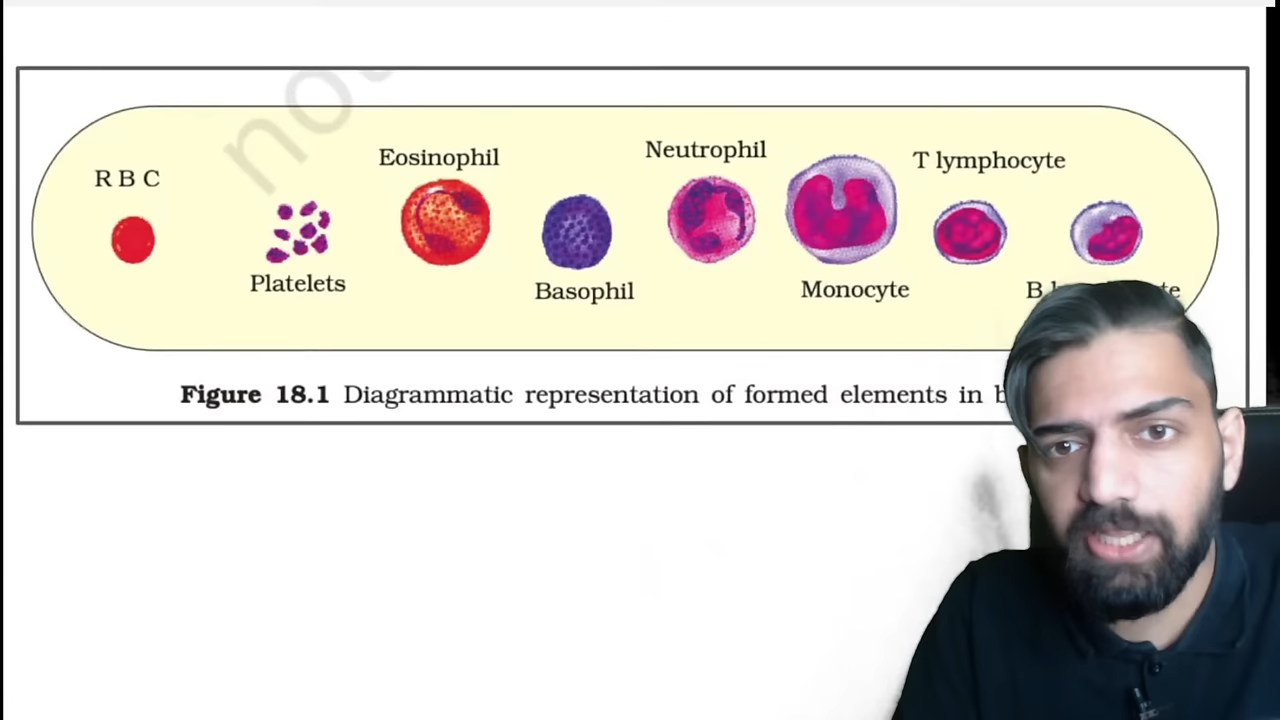 Eosinophil
Neutrophil
T lymphocyte
R B C
Platelets
Basophil
Monocyte
B
Figure 18.1 Diagrammatic representation of formed elements in